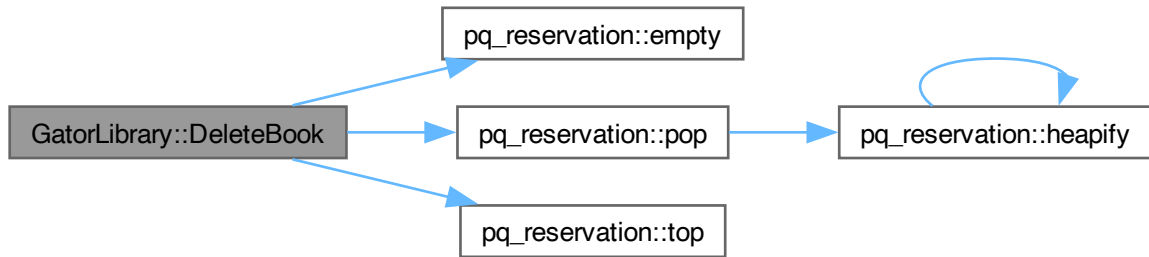 pq_reservation::empty
GatorLibrary::DeleteBook
pq_reservation::pop
pq_reservation::heapify
pq_reservation::top